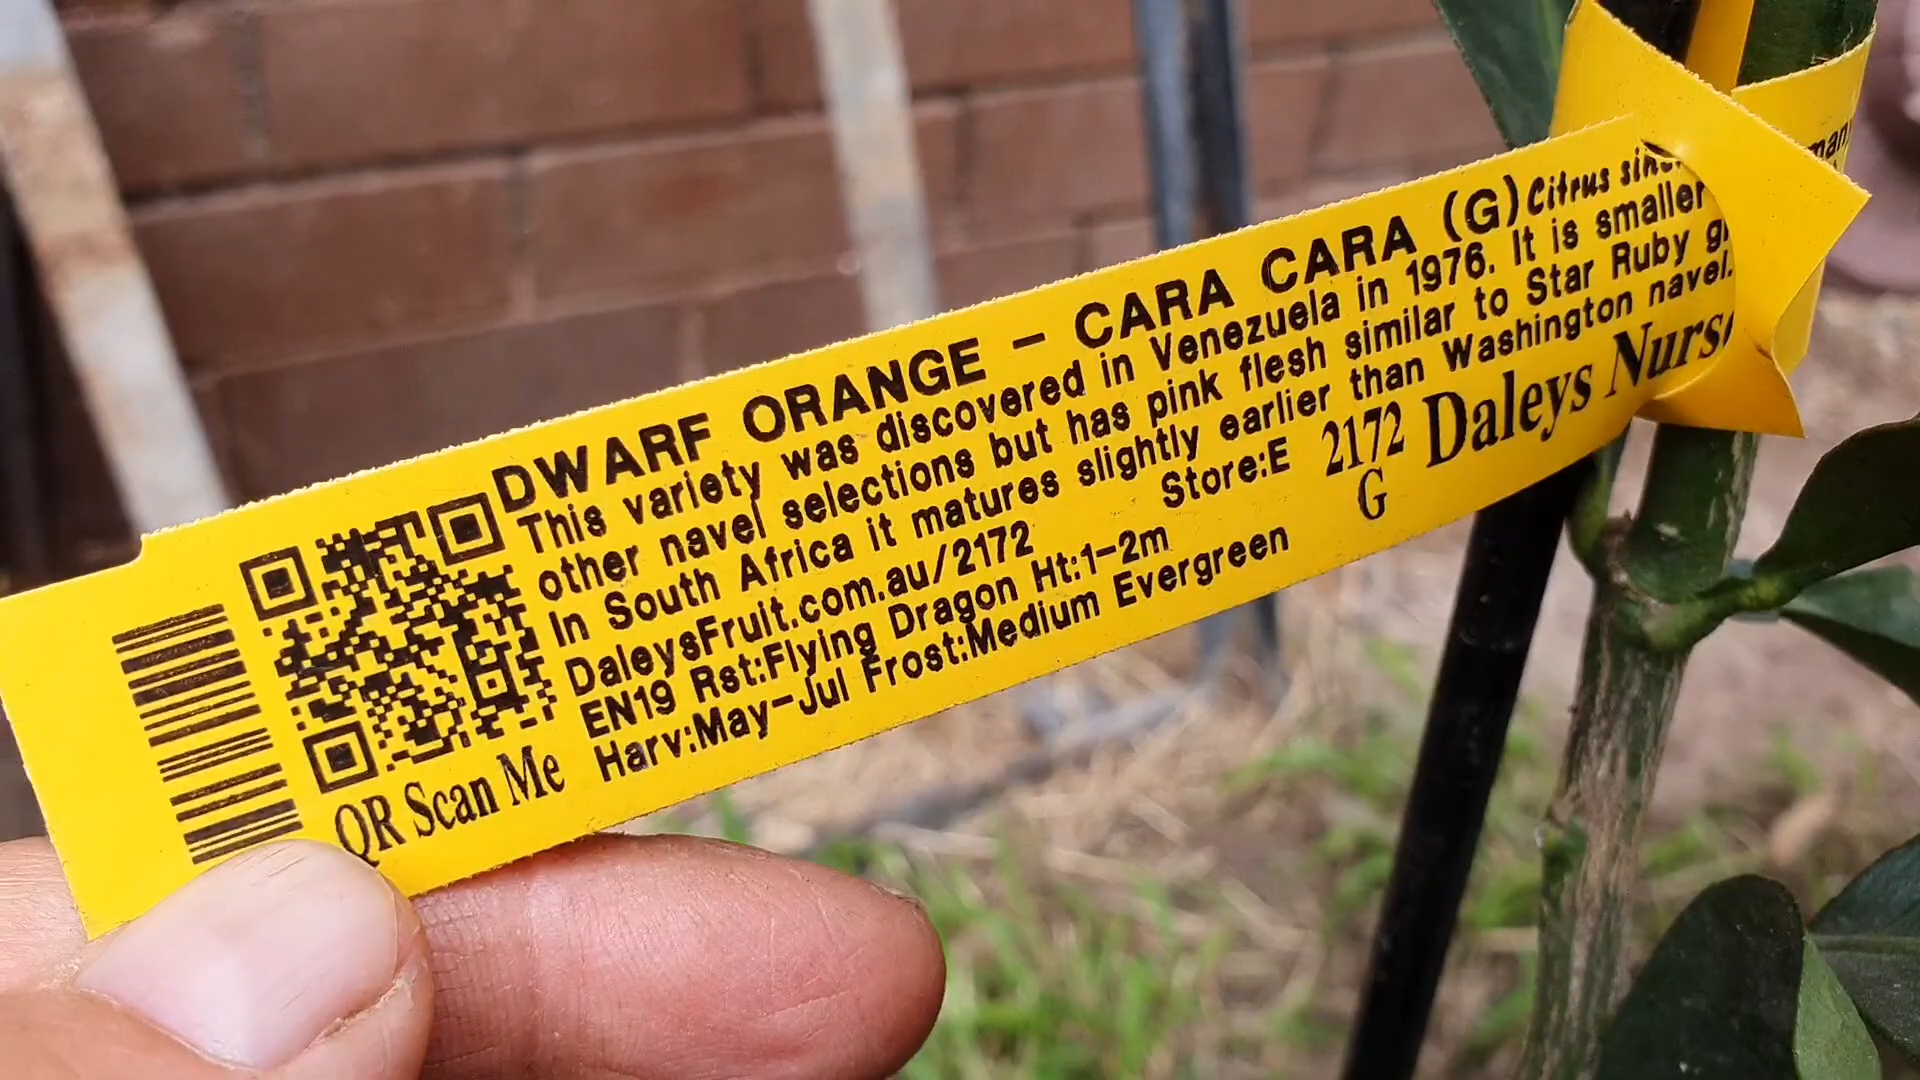 DWARF ORANGE - CARA CARA (G) Citrus
This variety was discovered in Venezuela in 1976. It is smaller
other navel selections but has pink flesh similar to Star Ruby
In South Africa it matures slightly earlier than Washington navel.
DaleysFruit.com.au/2172 Store:E 2172 Daleys
EN19 Rst:Flying Dragon Ht:1-2m G
Harv:May-Jul Frost:Medium Evergreen
QR Scan Me